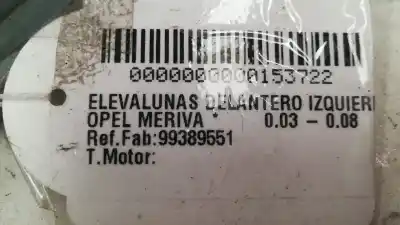 0000000000153722
ELEVALUNAS DELANTERO IZQUIER
OPEL MERIVA 0.03 - 0.08
Ref.Fab:99389551
T.Motor: